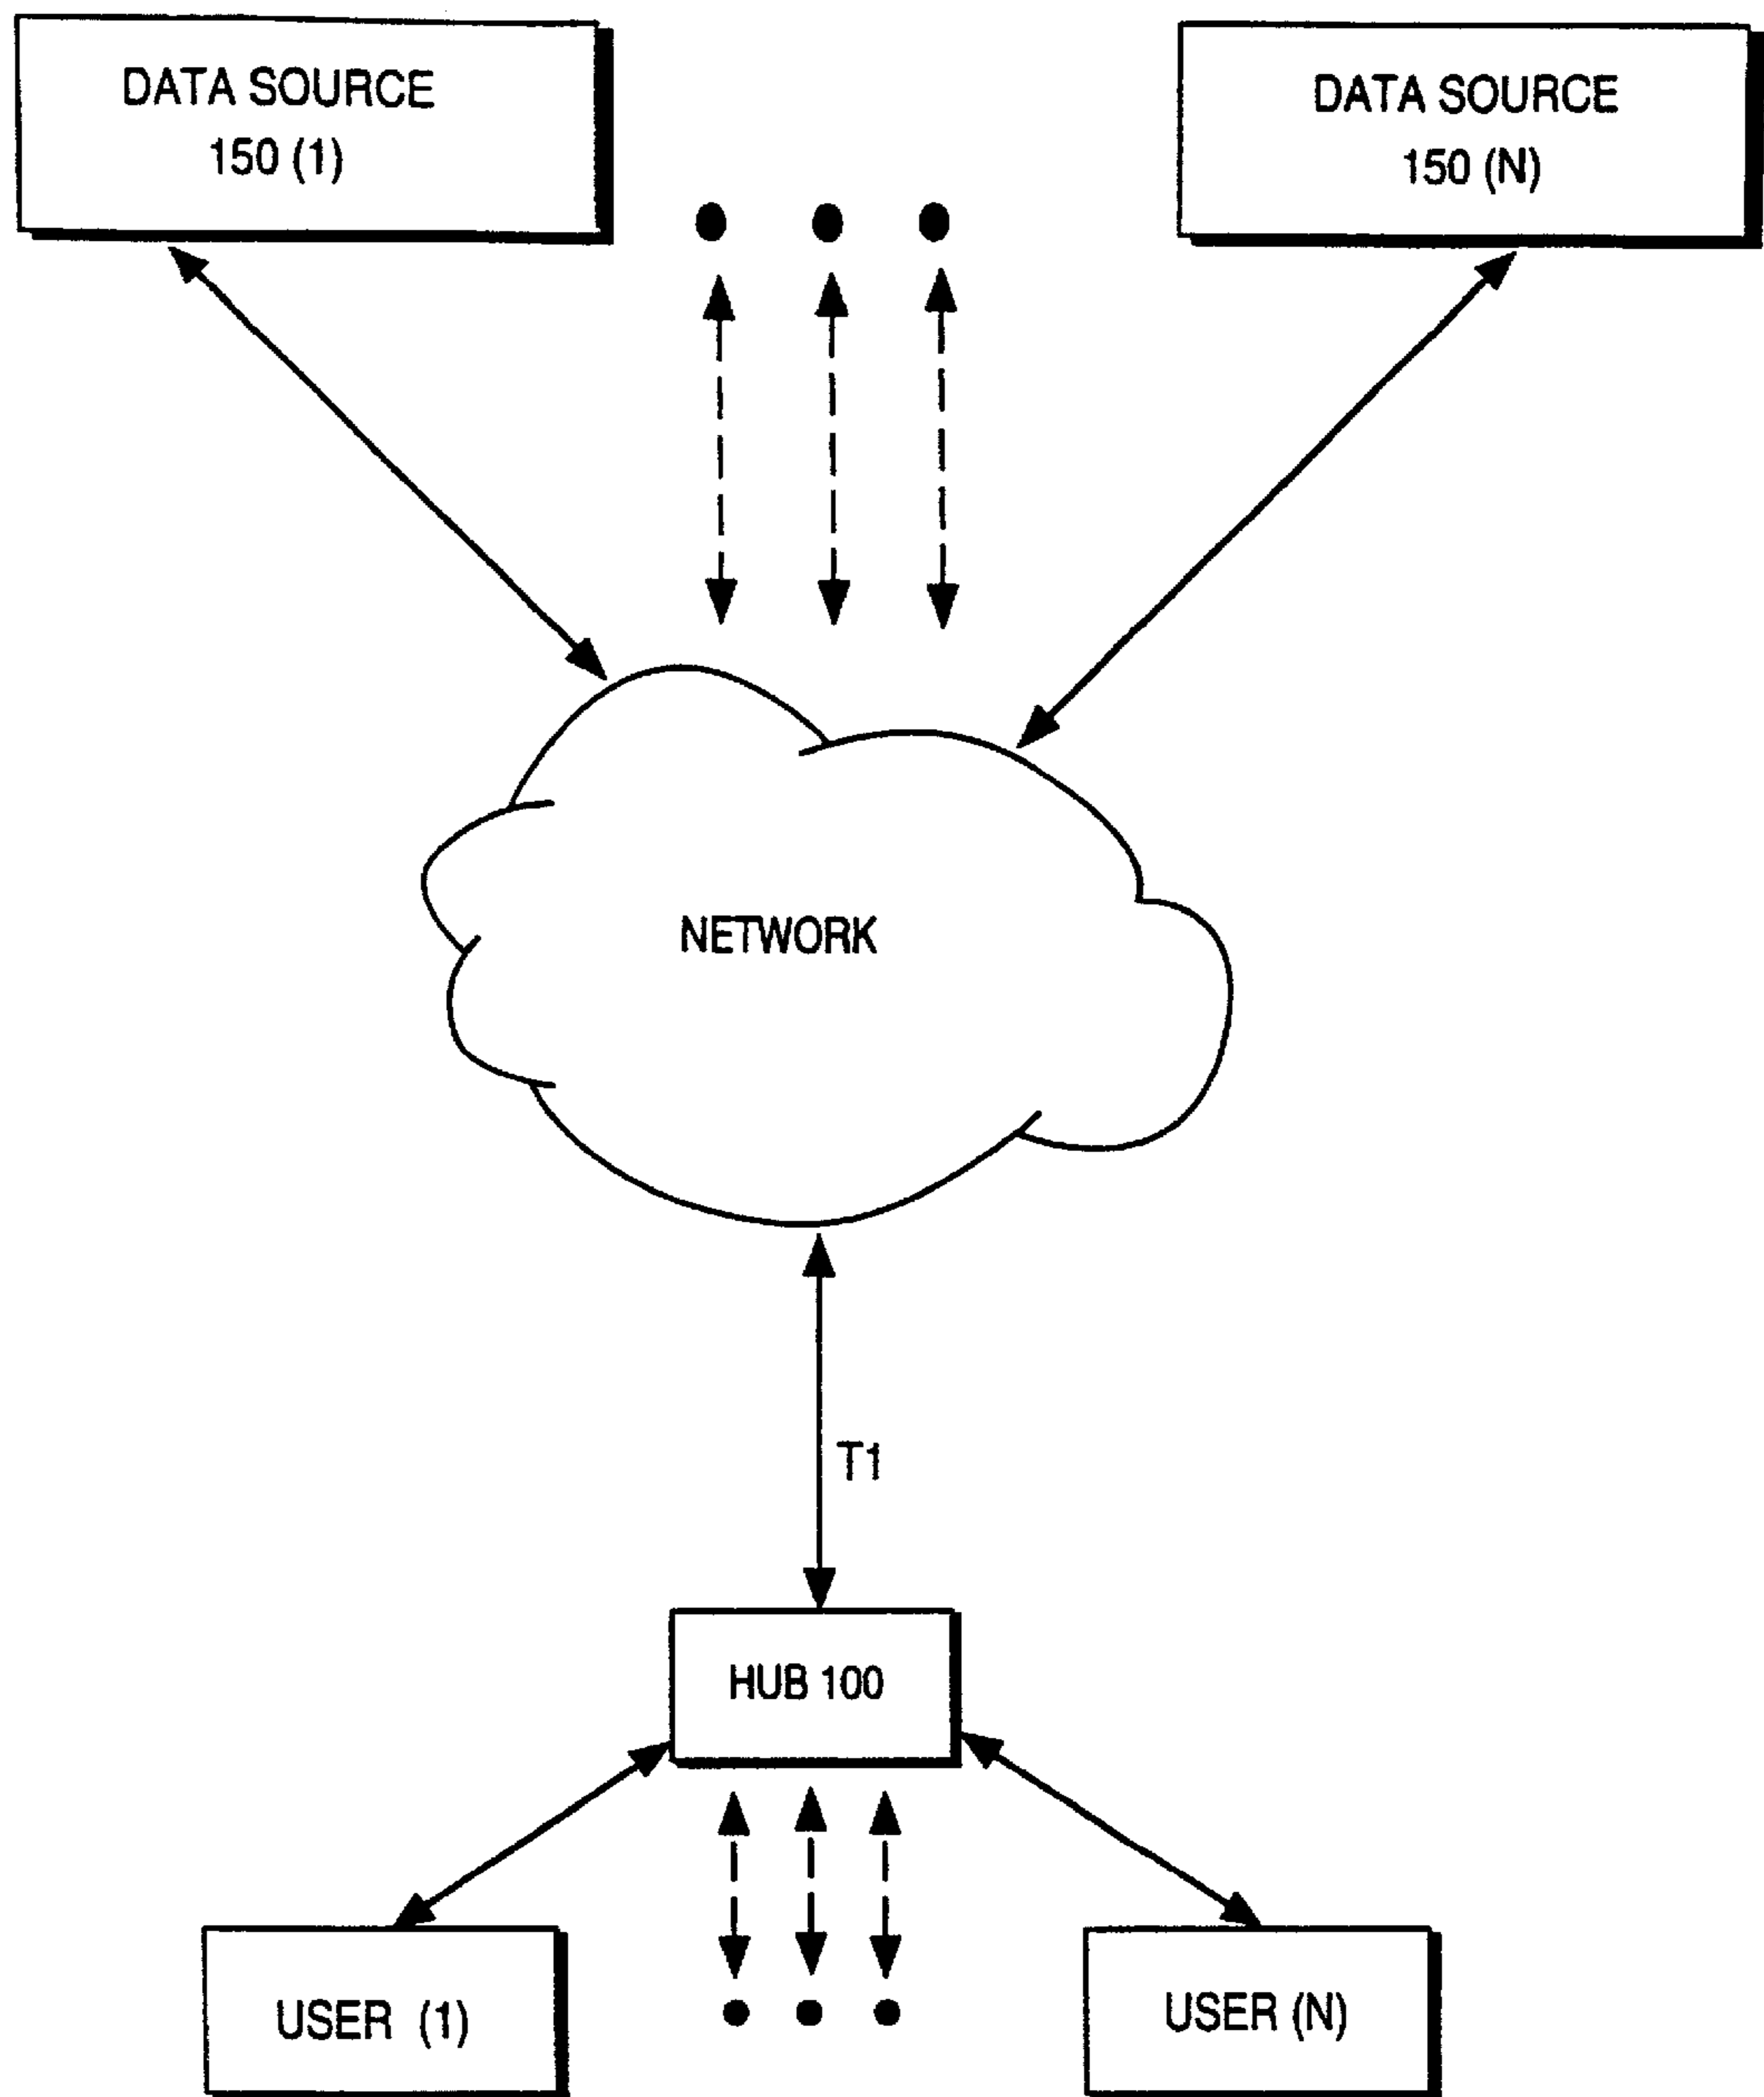 DATA SOURCE
150 (1)
DATA SOURCE
150 (N)
NETWORK
T1
HUB 100
USER (1)
USER (N)